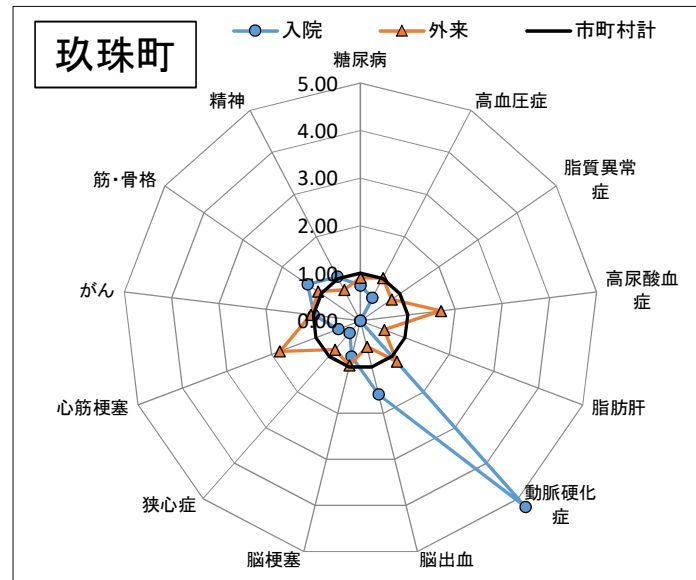 玖珠町
入院
外来
市町村計
糖尿病
高血圧症
脂質異常
症
高尿酸血
症
脂肪肝
動脈硬化
症
脳出血
脳梗塞
狭心症
心筋梗塞
がん
筋・骨格
精神
5.00
4.00
3.00
2.00
1.00
0.00